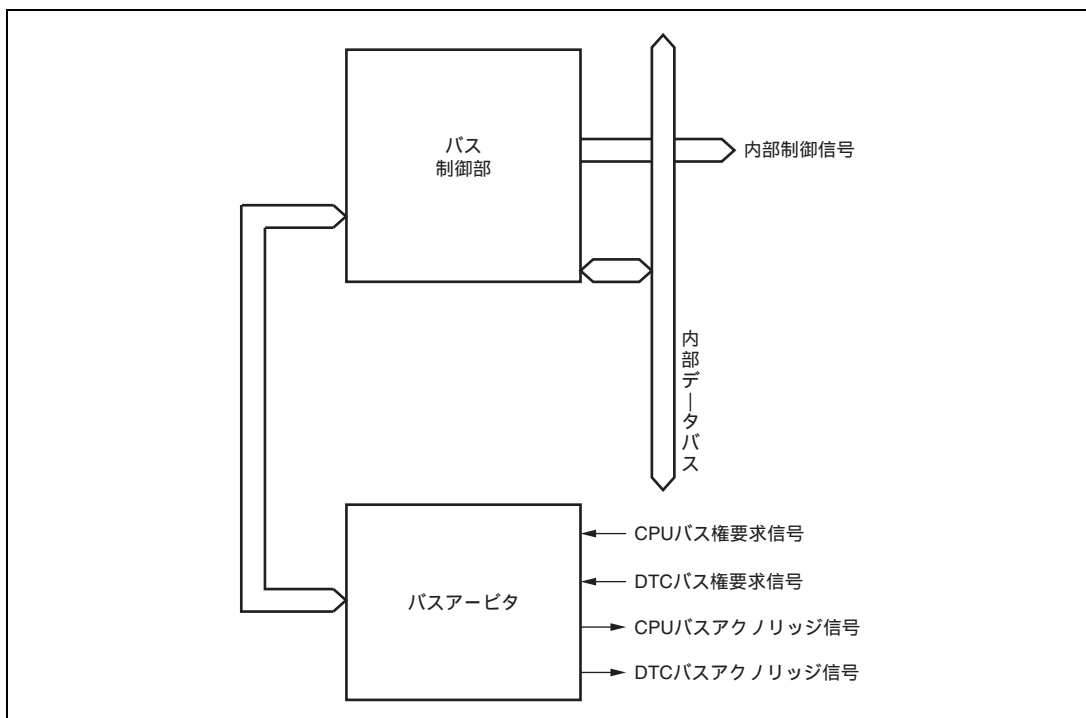 バス
制御部
内部制御信号
内部データバス
バスアービタ
CPUバス権要求信号
DTCバス権要求信号
CPUバスアクノリッジ信号
DTCバスアクノリッジ信号